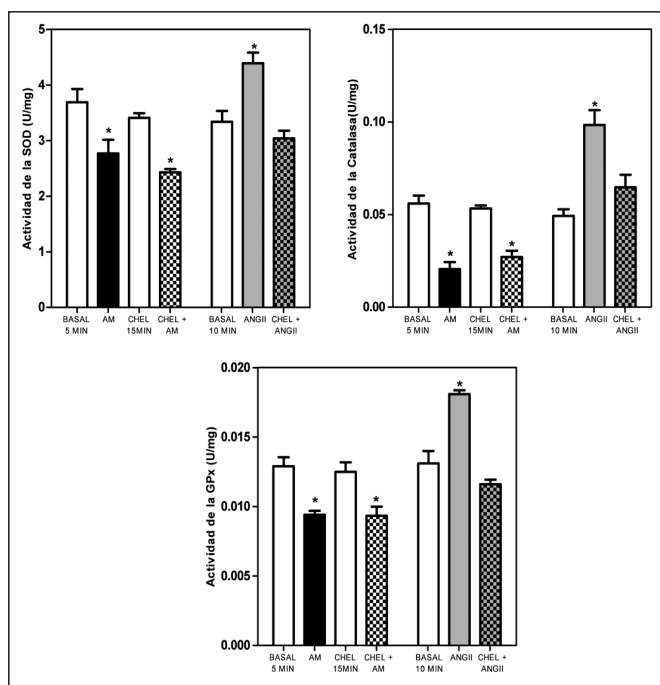 Actividad de la SOD (U/mg)
5
4
3
2
1
0
*
*
*
BASAL AM CHEL CHEL + BASAL ANGII CHEL +
5 MIN 15MIN AM 10 MIN ANGII
Actividad de la Catalasa(U/mg)
0.15
0.10
0.05
0.00
*
*
*
BASAL AM CHEL CHEL + BASAL ANGII CHEL +
5 MIN 15MIN AM 10 MIN ANGII
Actividad de la GPx (U/mg)
0.020
0.015
0.010
0.005
0.000
*
*
*
BASAL AM CHEL CHEL + BASAL ANGII CHEL +
5 MIN 15MIN AM 10 MIN ANGII